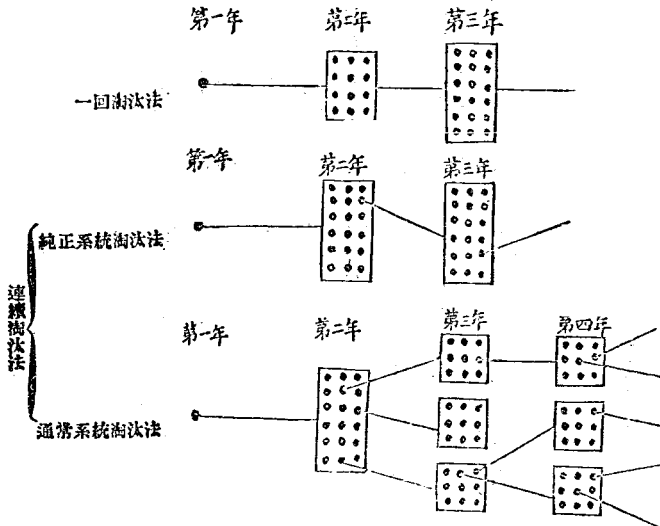 第一年 第二年 第三年
一回淘汰法
第一年 第二年 第三年
純正系統淘汰法
連續淘汰法
第一年 第二年 第三年 第四年
通常系統淘汰法